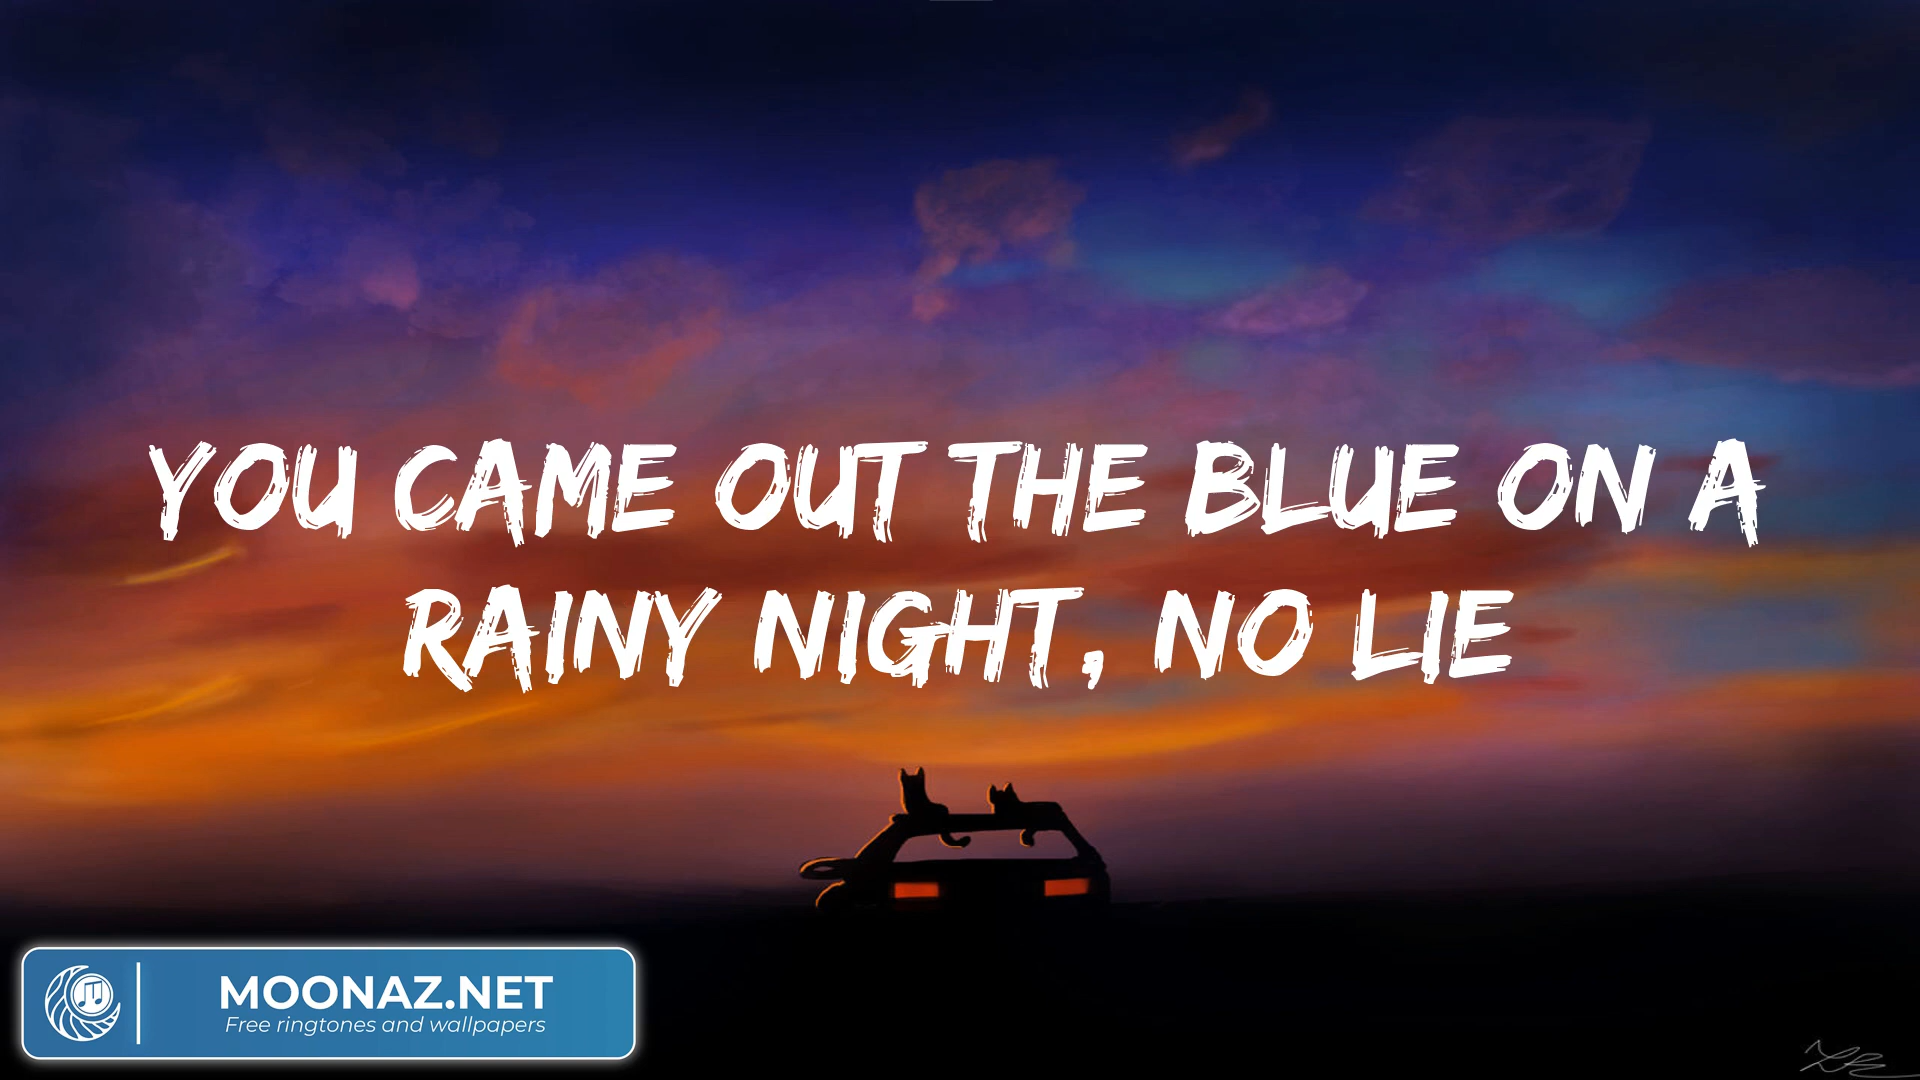 YOU CAME OUT THE BLUE ON A
RAINY NIGHT, NO LIE
MOONAZ.NET
Free ringtones and wallpapers